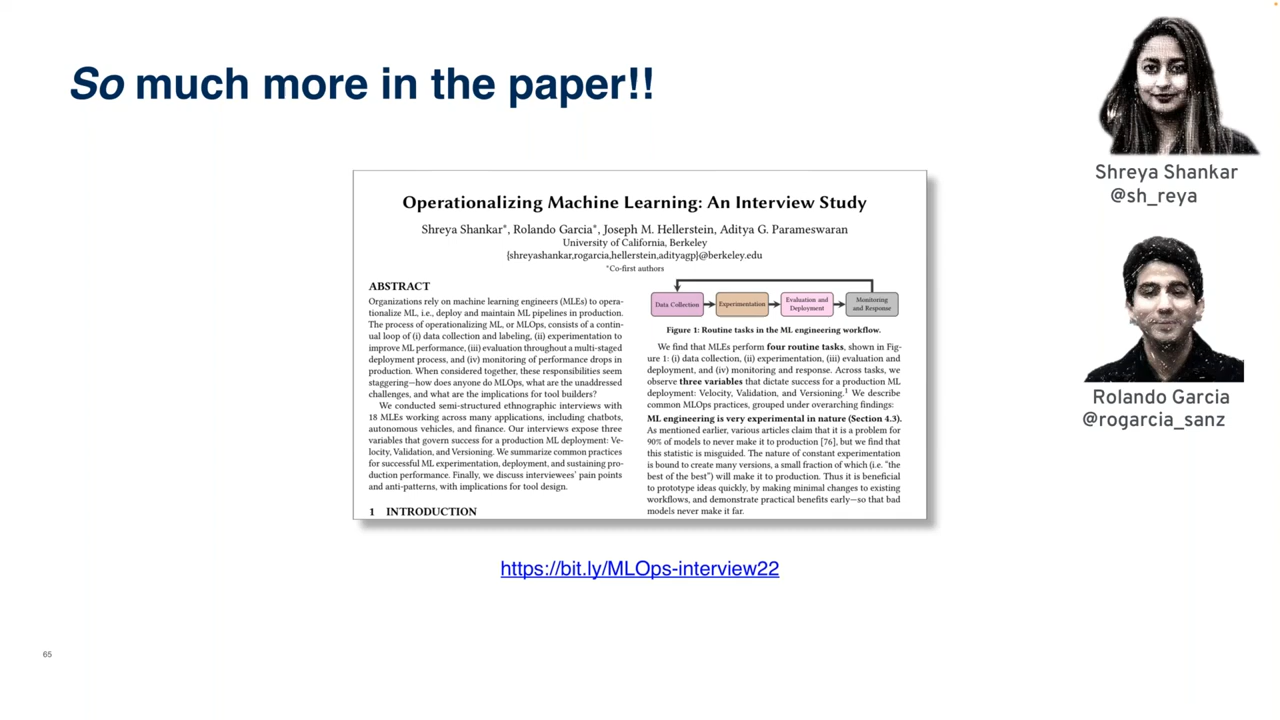 So much more in the paper!!
Shreya Shankar
@sh_reya
Rolando Garcia
@rogarcia_sanz
Operationalizing Machine Learning: An Interview Study
Shreya Shankar*, Rolando Garcia*, Joseph M. Hellerstein, Aditya G. Parameswaran
University of California, Berkeley
{shreyashankar,rogarcia,hellerstein,adityagp}@berkeley.edu
*Co-first authors
ABSTRACT
Organizations rely on machine learning engineers (MLEs) to opera-
tionalize ML, i.e., deploy and maintain ML pipelines in production.
The process of operationalizing ML, or MLOps, consists of a contin-
ual loop of (i) data collection and labeling, (ii) experimentation to
improve ML performance, (iii) evaluation throughout a multi-staged
deployment process, and (iv) monitoring of performance drops in
production. When considered together, these responsibilities seem
staggering—how does anyone do MLOps, what are the unaddressed
challenges, and what are the implications for tool builders?
We conducted semi-structured ethnographic interviews with
18 MLEs working across many applications, including chatbots,
autonomous vehicles, and finance. Our interviews expose three
variables that govern success for a production ML deployment: Ve-
locity, Validation, and Versioning. We summarize common practices
for successful ML experimentation, deployment, and sustaining pro-
duction performance. Finally, we discuss interviewees' pain points
and anti-patterns, with implications for tool design.
1 INTRODUCTION
Data Collection
Experimentation
Evaluation and
Deployment
Monitoring
and Response
Figure 1: Routine tasks in the ML engineering workflow.
We find that MLEs perform four routine tasks, shown in Fig-
ure 1: (i) data collection, (ii) experimentation, (iii) evaluation and
deployment, and (iv) monitoring and response. Across tasks, we
observe three variables that dictate success for a production ML
deployment: Velocity, Validation, and Versioning.1 We describe
common MLOps practices, grouped under overarching findings:
ML engineering is very experimental in nature (Section 4.3).
As mentioned earlier, various articles claim that it is a problem for
90% of models to never make it to production [76], but we find that
this statistic is misguided. The nature of constant experimentation
is bound to create many versions, a small fraction of which (i.e. "the
best of the best") will make it to production. Thus it is beneficial
to prototype ideas quickly, by making minimal changes to existing
workflows, and demonstrate practical benefits early—so that bad
models never make it far.
https://bit.ly/MLOps-interview22
65